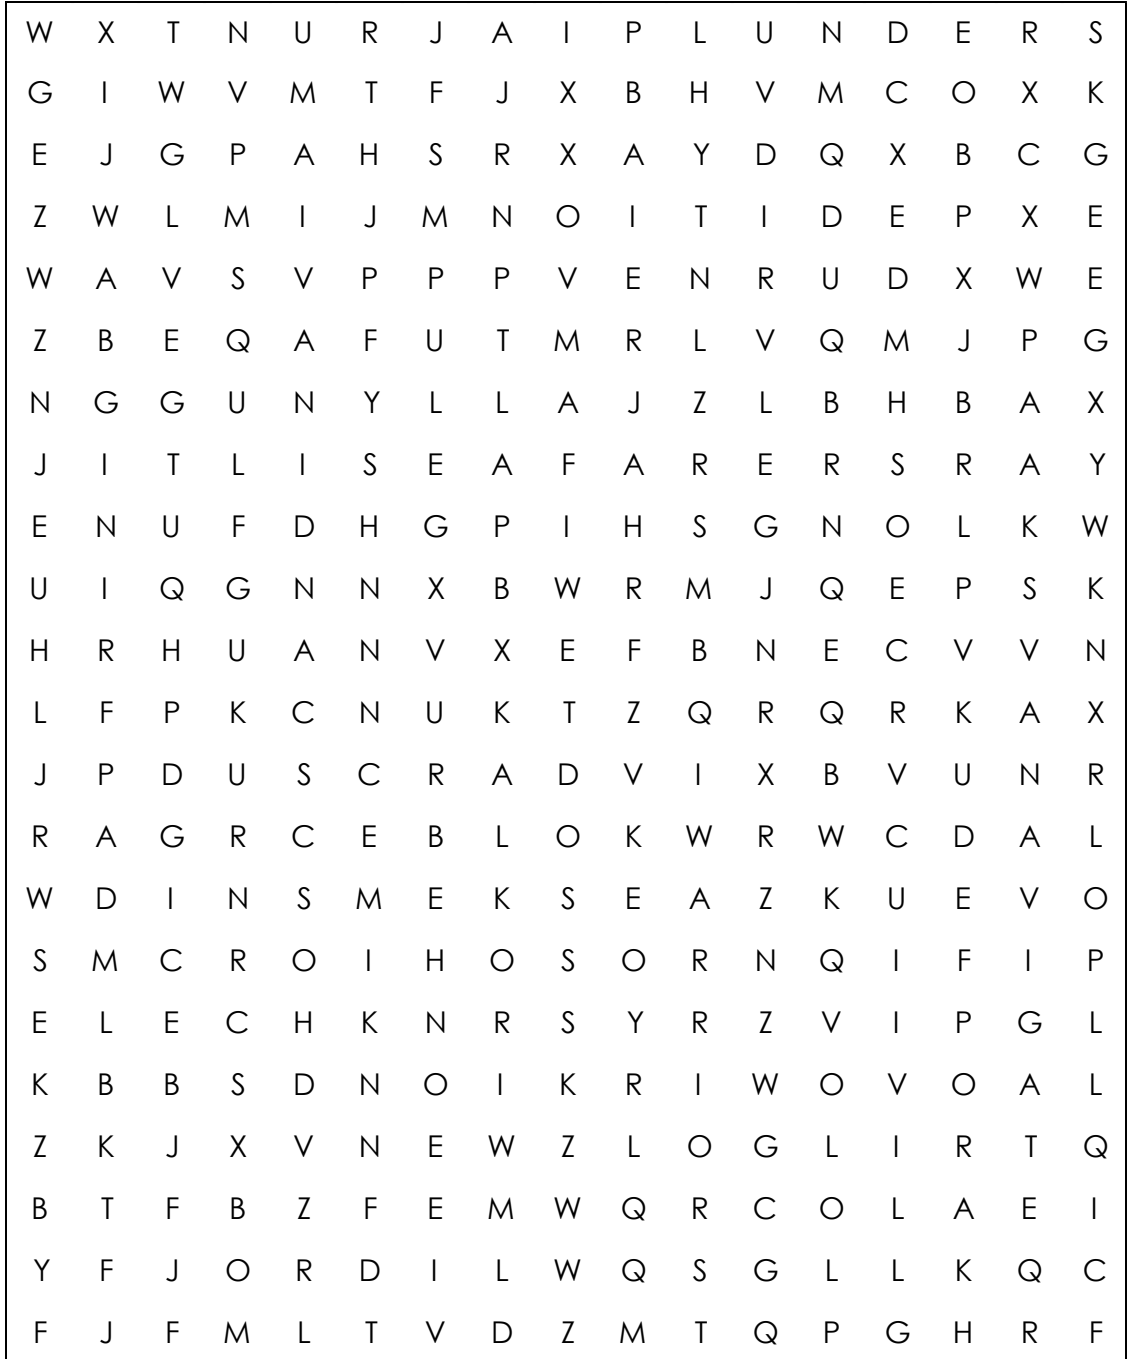 W X T N U R J A I P L U N D E R S
G I W V M T F J X B H V M C O X K
E J G P A H S R X A Y D Q X B C G
Z W L M I J M N O I T I D E P X E
W A V S V P P P V E N R U D X W E
Z B E Q A F U T M R L V Q M J P G
N G G U N Y L L A J Z L B H B A X
J I T L I S E A F A R E R S R A Y
E N U F D H G P I H S G N O L K W
U I Q G N N X B W R M J Q E P S K
H R H U A N V X E F B N E C V V N
L F P K C N U K T Z Q R Q R K A X
J P D U S C R A D V I X B V U N R
R A G R C E B L O K W R W C D A L
W D I N S M E K S E A Z K U E V O
S M C R O I H O S O R N Q I F I P
E L E C H K N R S Y R Z V I P G L
K B B S D N O I K R I W O V O A L
Z K J X V N E W Z L O G L I R T Q
B T F B Z F E M W Q R C O L A E I
Y F J O R D I L W Q S G L L K Q C
F J F M L T V D Z M T Q P G H R F